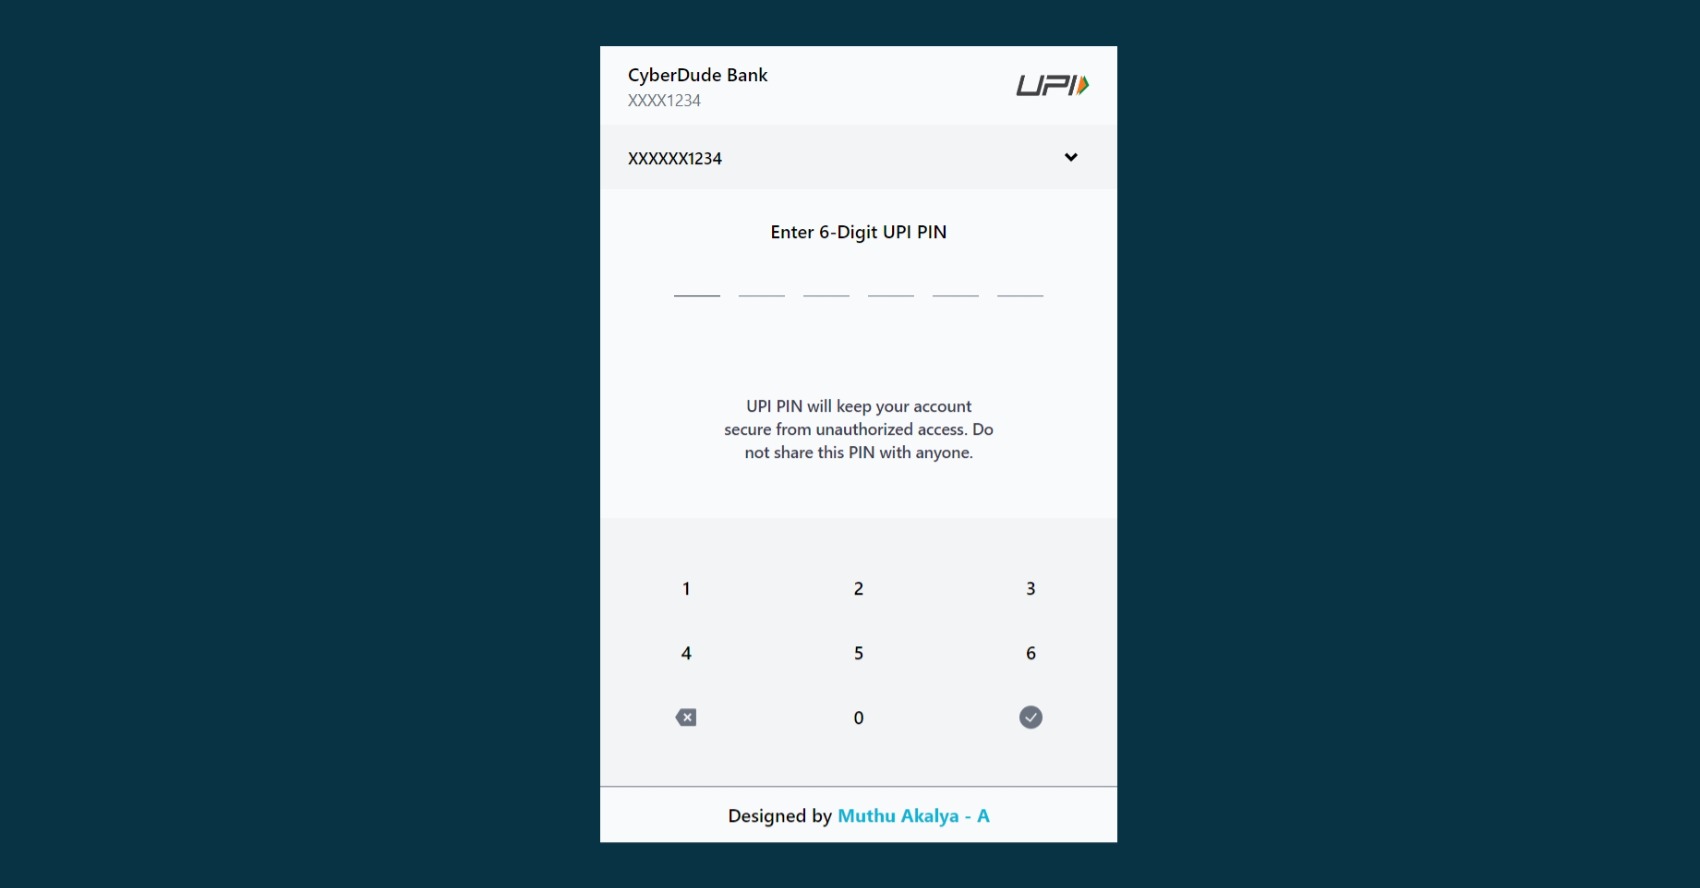 CyberDude Bank
UPI
XXXX1234
XXXXXX1234
Enter 6-Digit UPI PIN
UPI PIN will keep your account
secure from unauthorized access. Do
not share this PIN with anyone.
1 2 3
4 5 6
0
Designed by Muthu Akalya - A